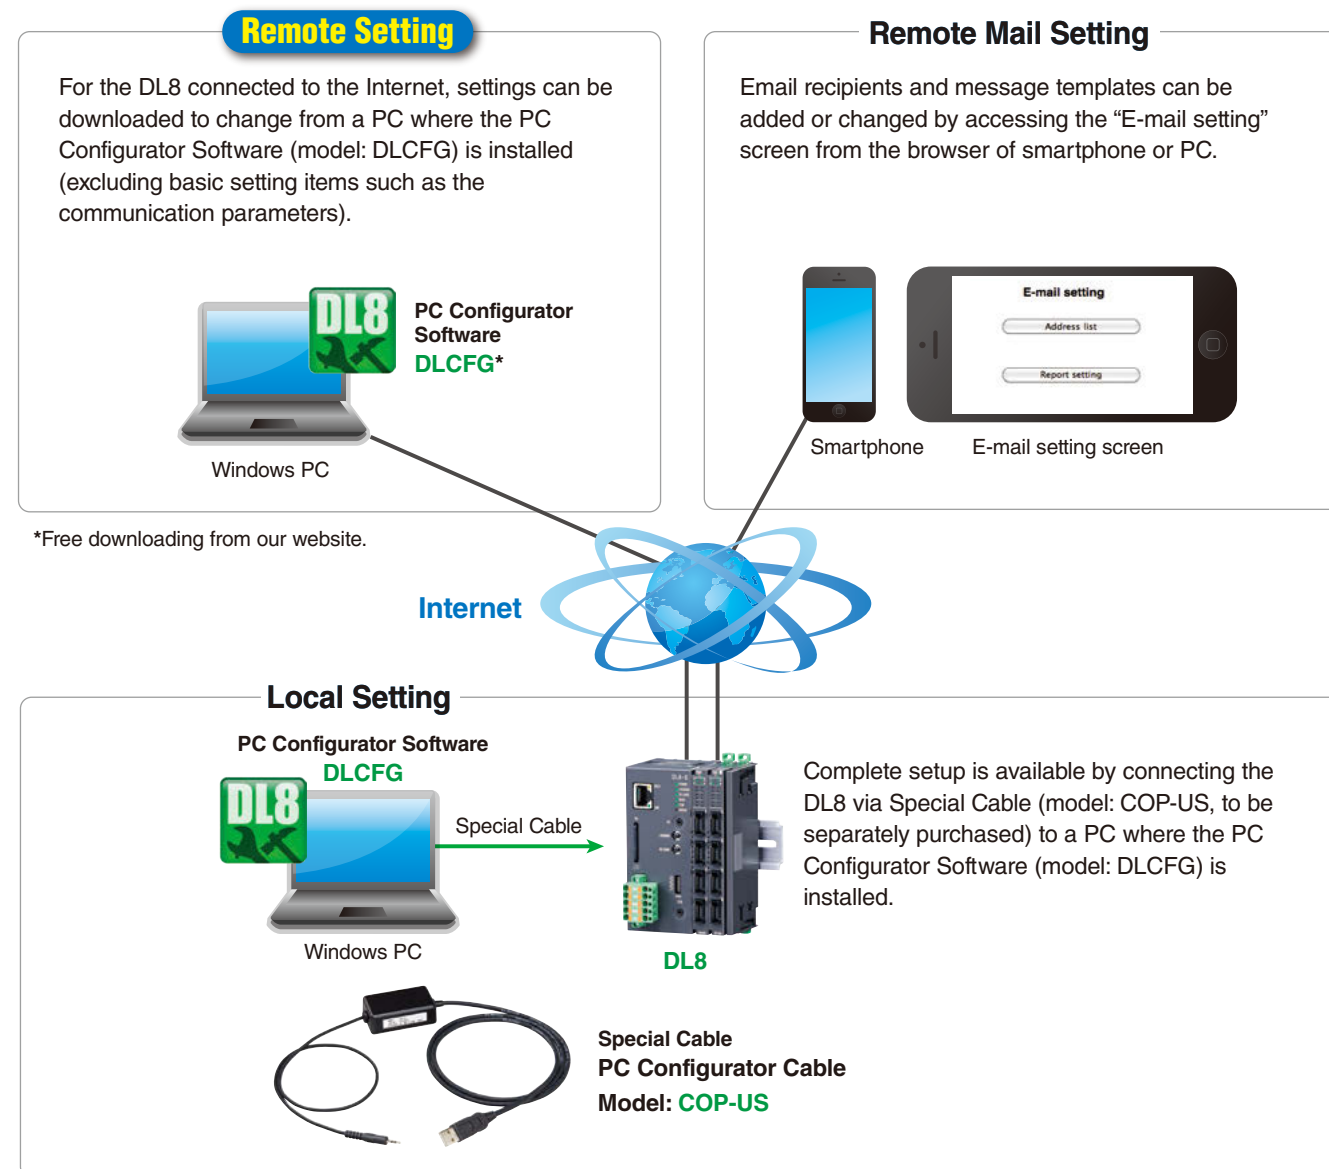 Remote Setting
For the DL8 connected to the Internet, settings can be
downloaded to change from a PC where the PC
Configurator Software (model: DLCFG) is installed
(excluding basic setting items such as the
communication parameters).
DL8
PC Configurator
Software
DLCFG*
Windows PC
*Free downloading from our website.
Remote Mail Setting
Email recipients and message templates can be
added or changed by accessing the “E-mail setting”
screen from the browser of smartphone or PC.
E-mail setting
Address list
Report setting
Smartphone
E-mail setting screen
Internet
Local Setting
PC Configurator Software
DLCFG
DL8
Special Cable
Windows PC
DL8
Complete setup is available by connecting the
DL8 via Special Cable (model: COP-US, to be
separately purchased) to a PC where the PC
Configurator Software (model: DLCFG) is
installed.
Special Cable
PC Configurator Cable
Model: COP-US